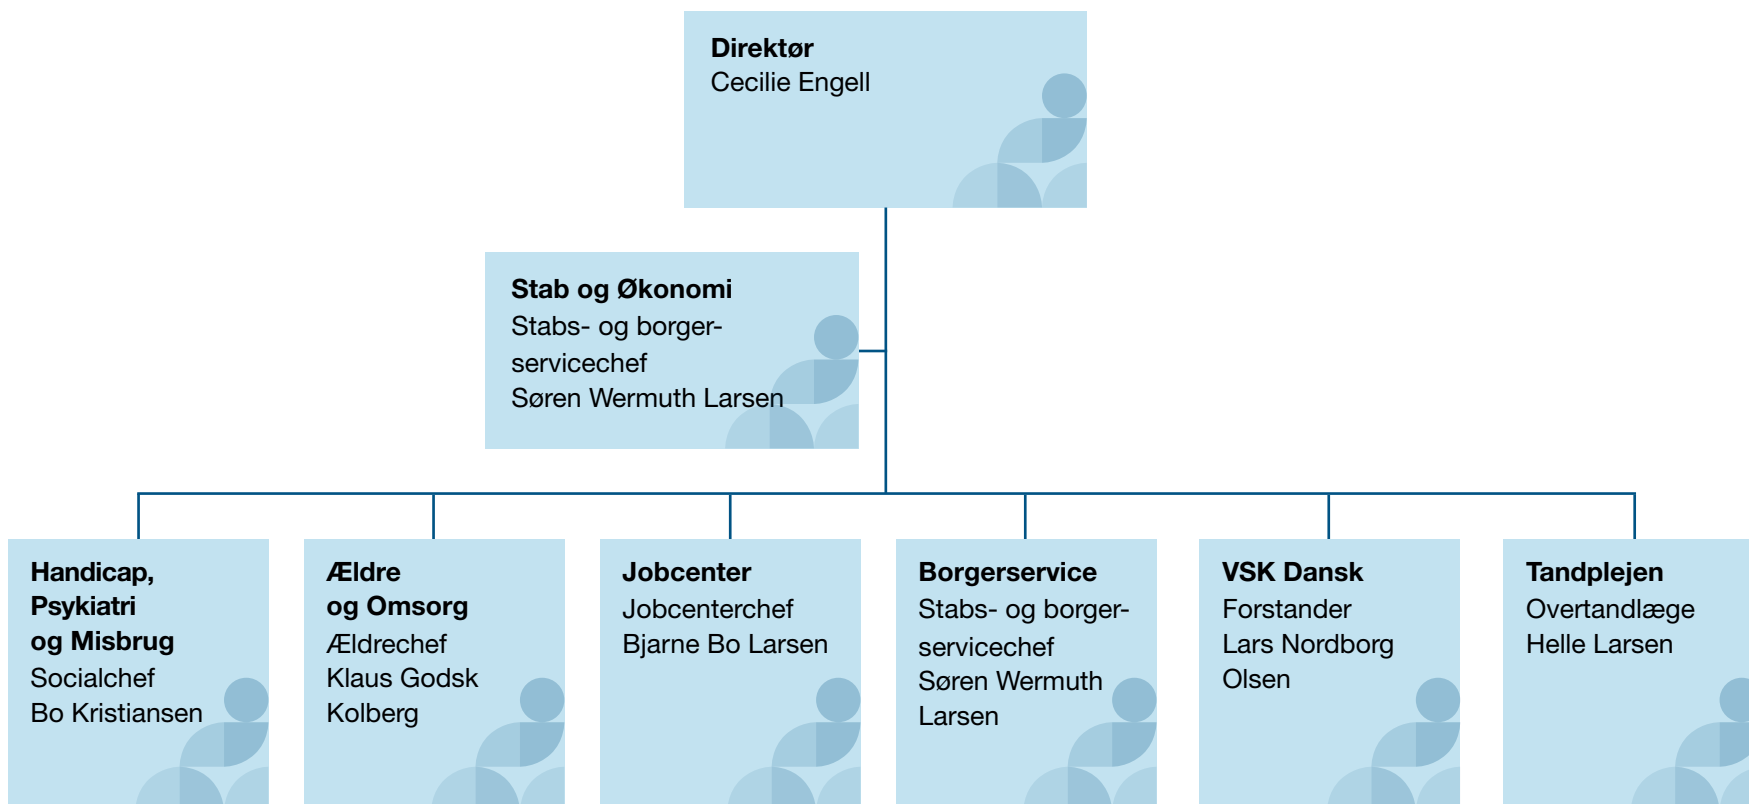 Direktør
Cecilie Engell
Stab og Økonomi
Stabs- og borger-
servicechef
Søren Wermuth Larsen
Handicap,
Psykiatri
og Misbrug
Socialchef
Bo Kristiansen
Ældre
og Omsorg
Ældrechef
Klaus Godsk
Kolberg
Jobcenter
Jobcenterchef
Bjarne Bo Larsen
Borgerservice
Stabs- og borger-
servicechef
Søren Wermuth
Larsen
VSK Dansk
Forstander
Lars Nordborg
Olsen
Tandplejen
Overtandlæge
Helle Larsen